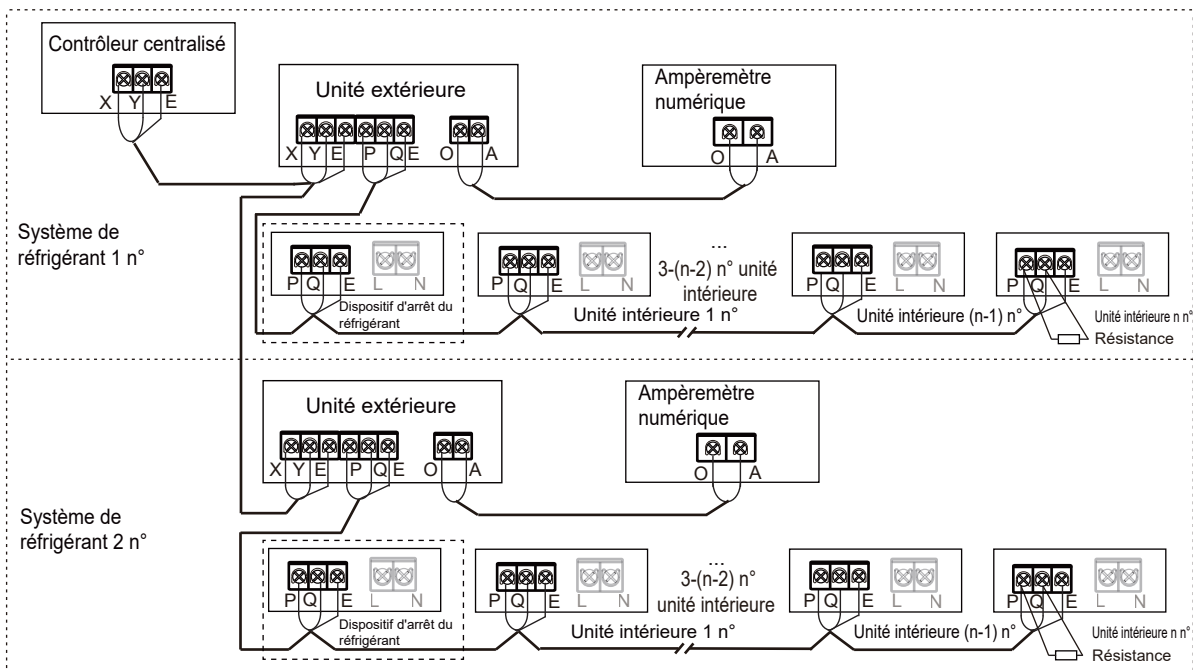 Contrôleur centralisé
X Y E
Unité extérieure
X Y E P Q E O A
Ampèremètre
numérique
O A
Système de
réfrigérant 1 n°
P Q E L N
Dispositif d'arrêt du
réfrigérant
P Q E L N
Unité intérieure 1 n°
...
3-(n-2) n° unité
intérieure
P Q E L N
Unité intérieure (n-1) n°
P Q E L N
Unité intérieure n n°
Résistance
Unité extérieure
X Y E P Q E O A
Ampèremètre
numérique
O A
Système de
réfrigérant 2 n°
P Q E L N
Dispositif d'arrêt du
réfrigérant
P Q E L N
Unité intérieure 1 n°
...
3-(n-2) n°
unité intérieure
P Q E L N
Unité intérieure (n-1) n°
P Q E L N
Unité intérieure n n°
Résistance